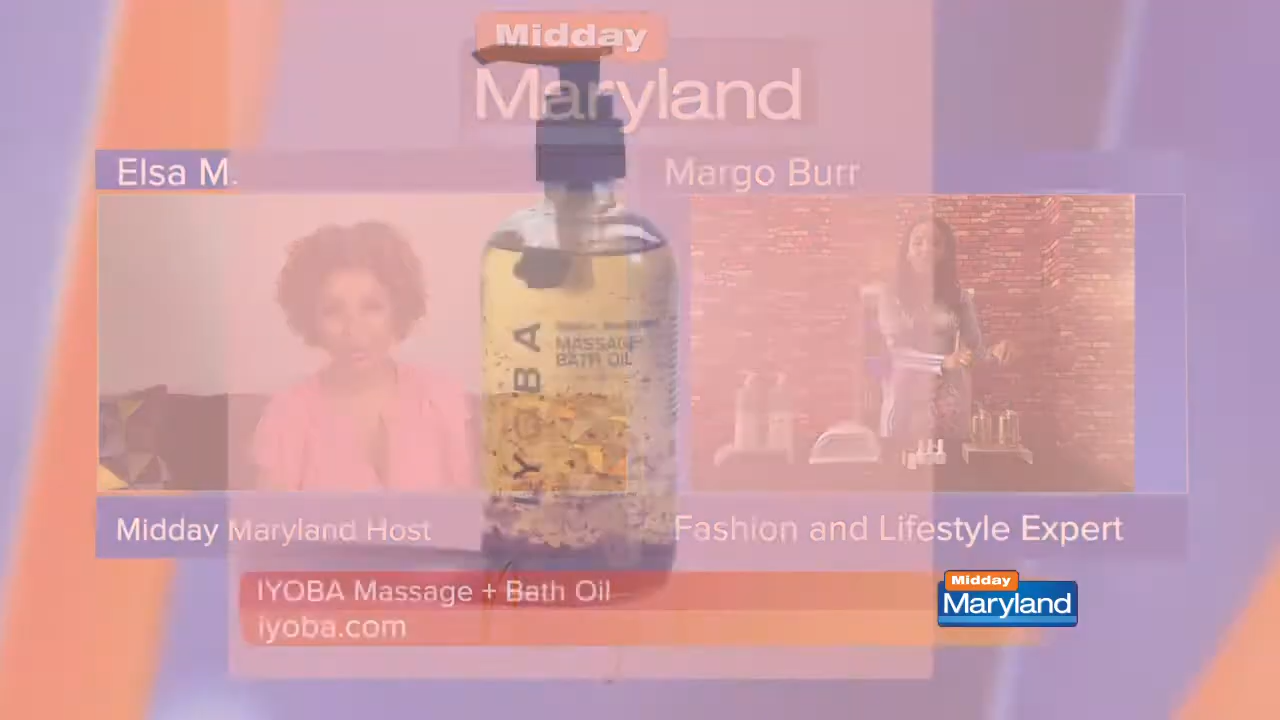 Midday
Maryland
Elsa M.
Margo Burr
IYOBA
MASSAGE
BATH OIL
Midday Maryland Host
Fashion and Lifestyle Expert
IYOBA Massage + Bath Oil
iyoba.com
Midday
Maryland